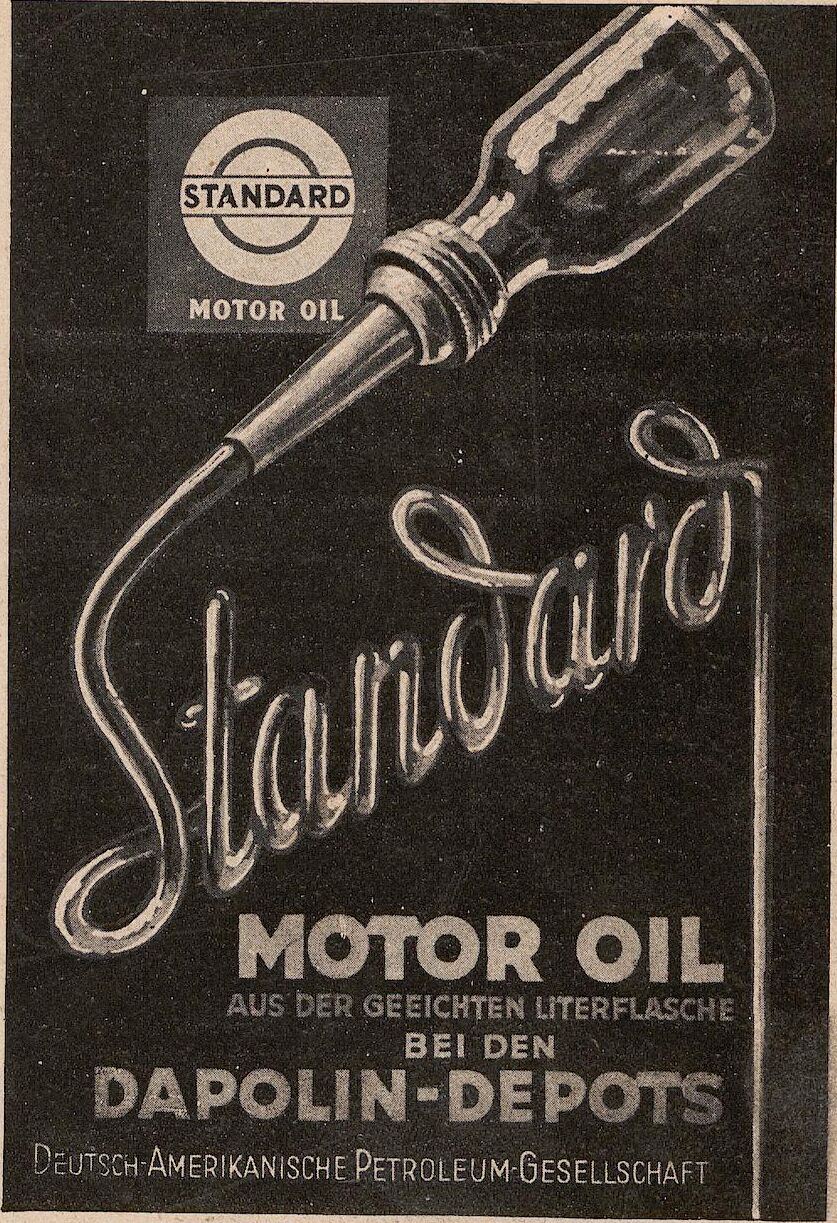 STANDARD
MOTOR OIL
Standard
MOTOR OIL
AUS DER GEEICHTEN LITERFLASCHE
BEI DEN
DAPOLIN-DEPOTS
DEUTSCH-AMERIKANISCHE PETROLEUM-GESELLSCHAFT